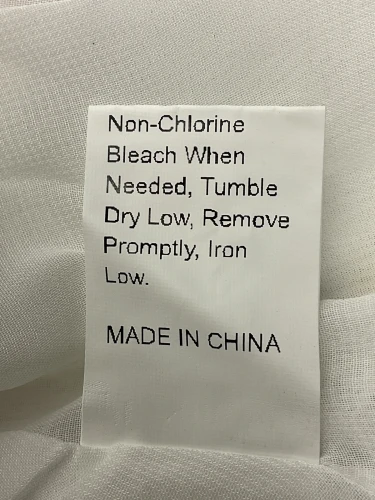 Non-Chlorine
Bleach When
Needed, Tumble
Dry Low, Remove
Promptly, Iron
Low.
MADE IN CHINA